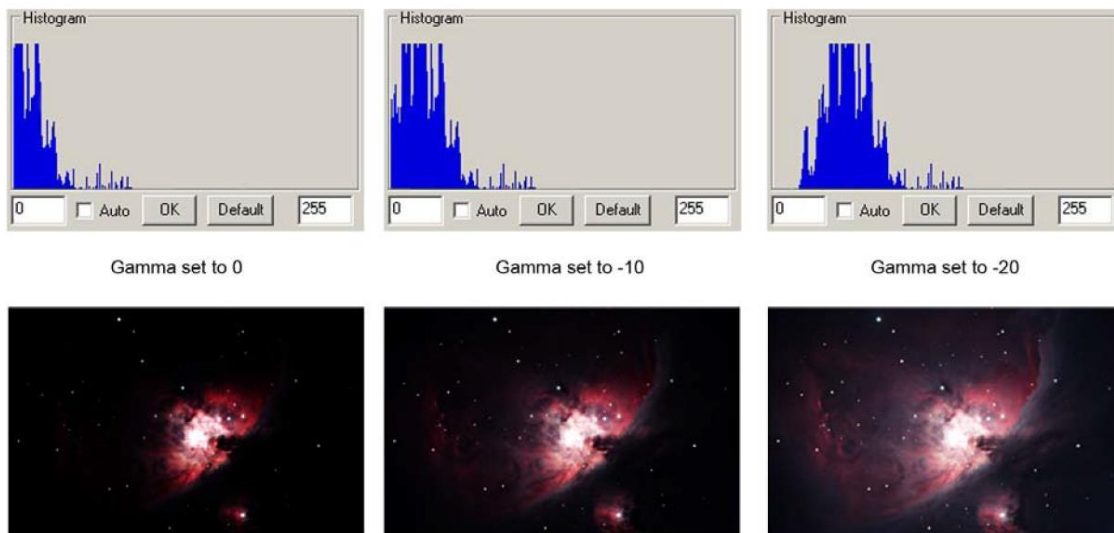 Histogram
0 Auto OK Default 255
Gamma set to 0
Histogram
0 Auto OK Default 255
Gamma set to -10
Histogram
0 Auto OK Default 255
Gamma set to -20